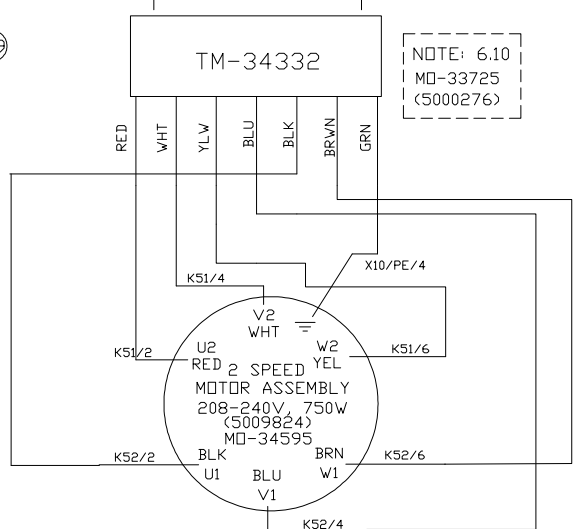 TM-34332
NOTE: 6.10
MO-33725
(5000276)
RED
WHT
YLW
BLU
BLK
BRWN
GRN
X10/PE/4
K51/4
V2
WHT
K51/2
U2
RED
W2
YEL
K51/6
2 SPEED
MOTOR ASSEMBLY
208-240V, 750W
(5009824)
MO-34595
K52/2
BLK
U1
BLU
V1
BRN
W1
K52/6
K52/4